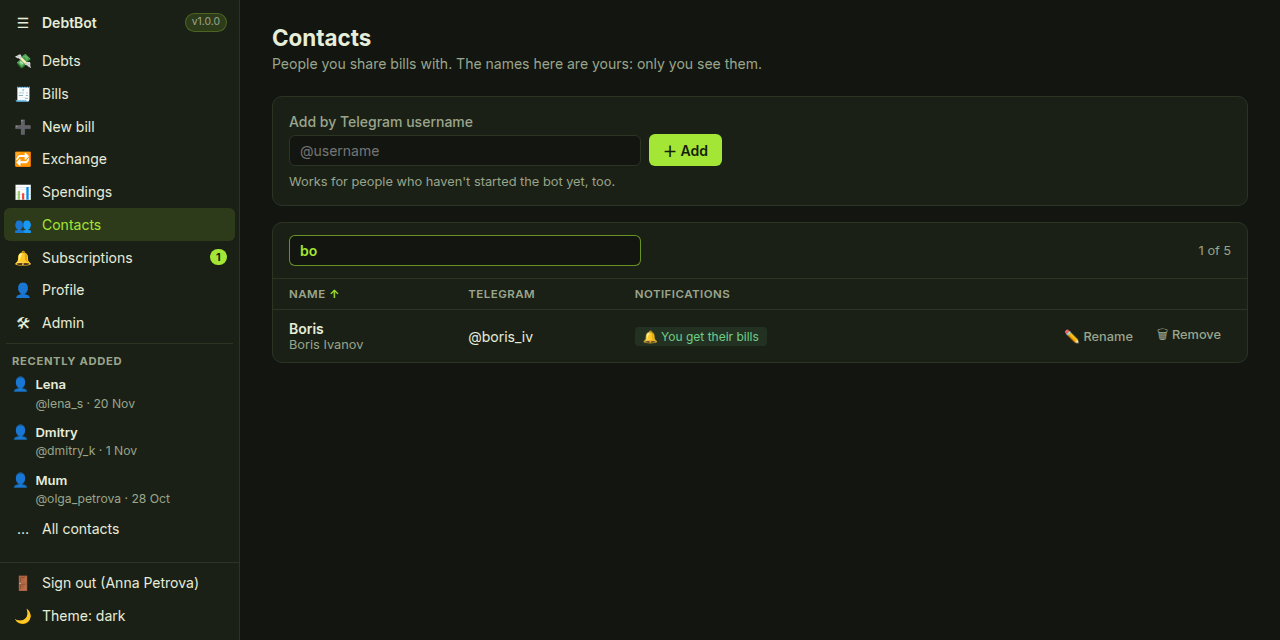 ☰ DebtBot v1.0.0
💸 Debts
🧾 Bills
➕ New bill
🔁 Exchange
📊 Spendings
👥 Contacts
🔔 Subscriptions 1
👤 Profile
🛠 Admin
RECENTLY ADDED
👤 Lena
@lena_s · 20 Nov
👤 Dmitry
@dmitry_k · 1 Nov
👤 Mum
@olga_petrova · 28 Oct
... All contacts
🚪 Sign out (Anna Petrova)
🌙 Theme: dark
Contacts
People you share bills with. The names here are yours: only you see them.
Add by Telegram username
@username
+ Add
Works for people who haven't started the bot yet, too.
bo
1 of 5
NAME ↑ TELEGRAM NOTIFICATIONS
Boris
Boris Ivanov
@boris_iv
🔔 You get their bills
✏️ Rename
🗑 Remove